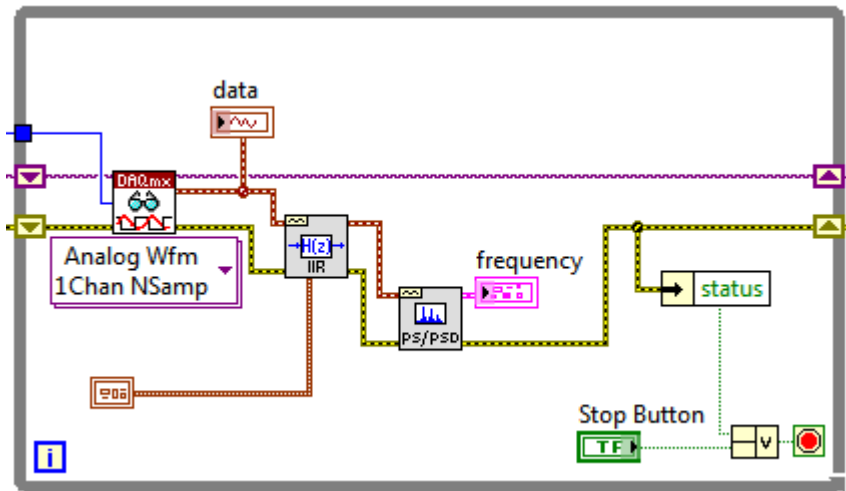 data
DAQmx
Analog Wfm
1Chan NSamp
H(z)
IIR
frequency
PS/PSD
status
Stop Button
TF
V
i